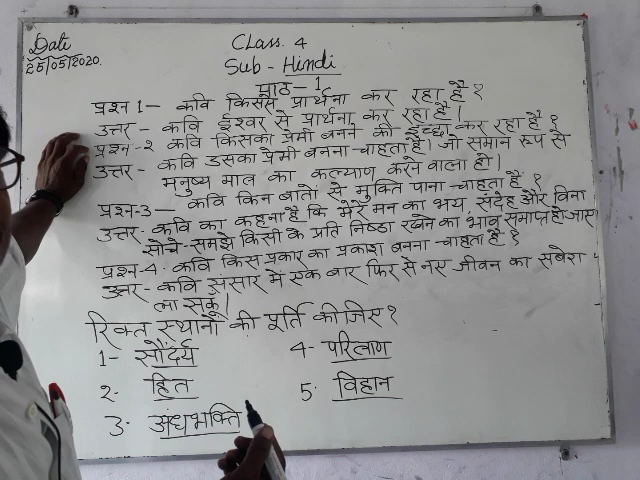 Date
25/05/2020.
Class. 4
Sub - Hindi
पाठ - 1
प्रश्न 1 - कवि किससे प्रार्थना कर रहा है?
उत्तर - कवि ईश्वर से प्रार्थना कर रहा है।
प्रश्न-2 कवि किसका प्रेमी बनने की इच्छा कर रहा है?
उत्तर - कवि उसका प्रेमी बनना चाहता है। जो समान रूप से
मनुष्य मात्र का कल्याण करने वाला हो।
प्रश्न-3 - कवि किन बातों से मुक्ति पाना चाहता है?
उत्तर - कवि का कहना है कि मेरे मन का भय, संदेह और बिना
सोचे-समझे किसी के प्रति निष्ठा रखने का भाव समाप्त हो जाए
प्रश्न-4. कवि किस प्रकार का प्रकाश बनना चाहता है?
उत्तर - कवि संसार में एक बार फिर से नए जीवन का सबेरा
ला सकूं।
रिक्त स्थानों की पूर्ति कीजिए?
1- सौंदर्य 4- परित्राण
2. हित 5. विहान
3. अंधभक्ति